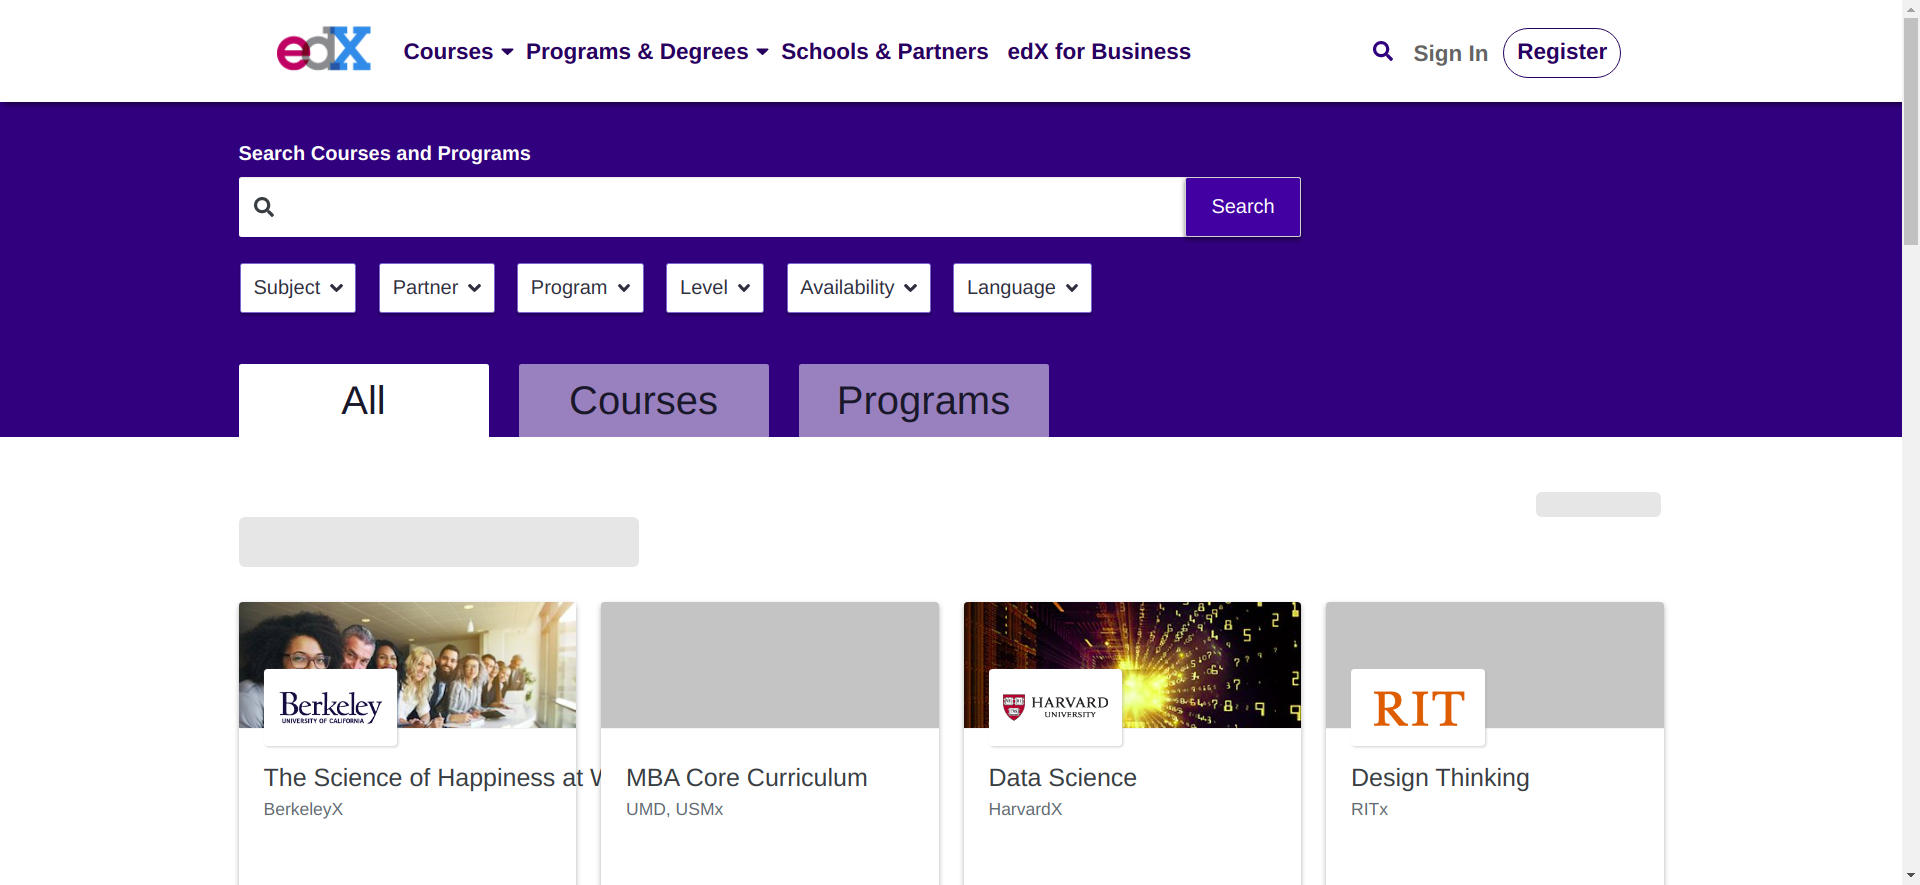 edX
Courses
Programs & Degrees
Schools & Partners
edX for Business
Sign In
Register
Search Courses and Programs
Search
Subject
Partner
Program
Level
Availability
Language
All
Courses
Programs
Berkeley
UNIVERSITY OF CALIFORNIA
HARVARD
UNIVERSITY
RIT
The Science of Happiness at
MBA Core Curriculum
Data Science
Design Thinking
BerkeleyX
UMD, USMx
HarvardX
RITx